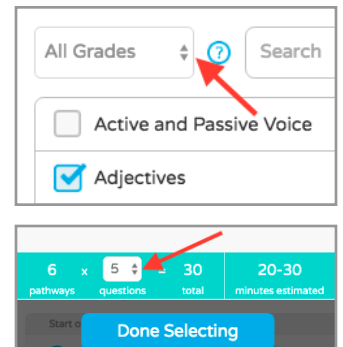 All Grades ? Search
Active and Passive Voice
Adjectives
6 x 5 = 30 20-30
pathways questions total minutes estimated
Start o
Done Selecting